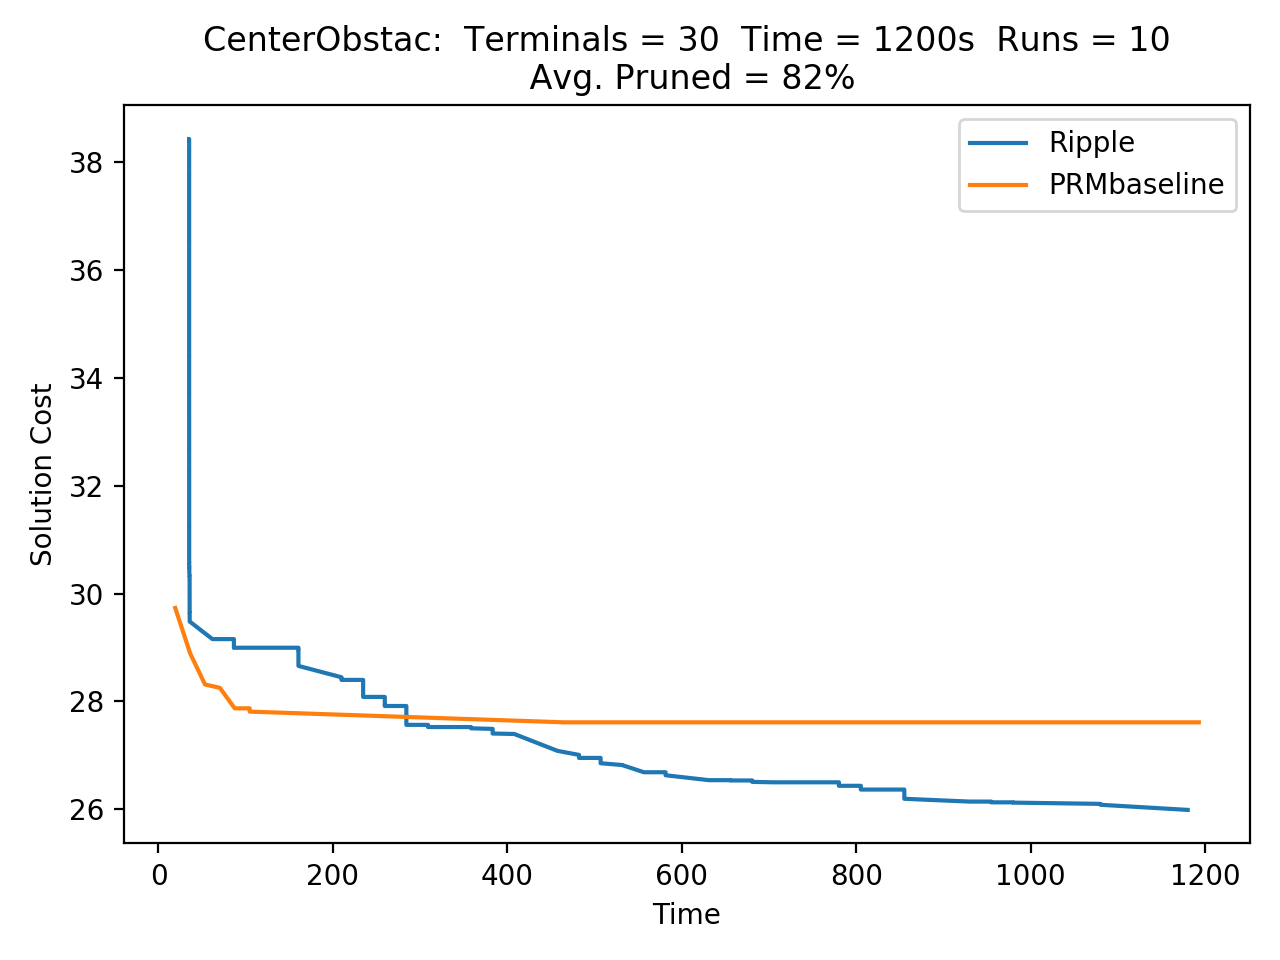 CenterObstac: Terminals = 30 Time = 1200s Runs = 10
Avg. Pruned = 82%
Ripple
PRMbaseline
Solution Cost
38
36
34
32
30
28
26
0 200 400 600 800 1000 1200
Time